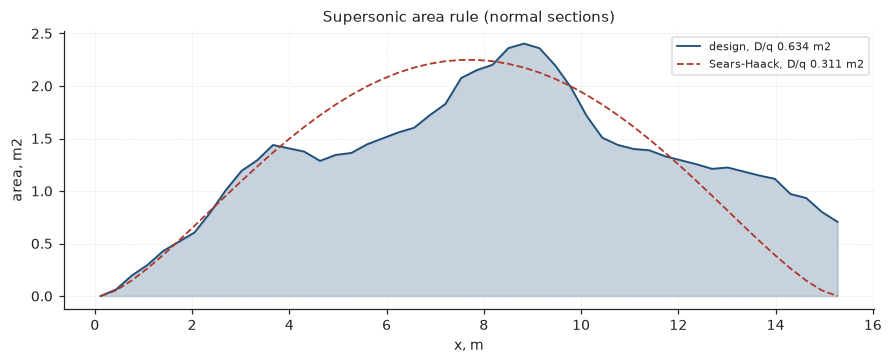 Supersonic area rule (normal sections)
design, D/q 0.634 m2
Sears-Haack, D/q 0.311 m2
area, m2
2.5
2.0
1.5
1.0
0.5
0.0
0 2 4 6 8 10 12 14 16
x, m